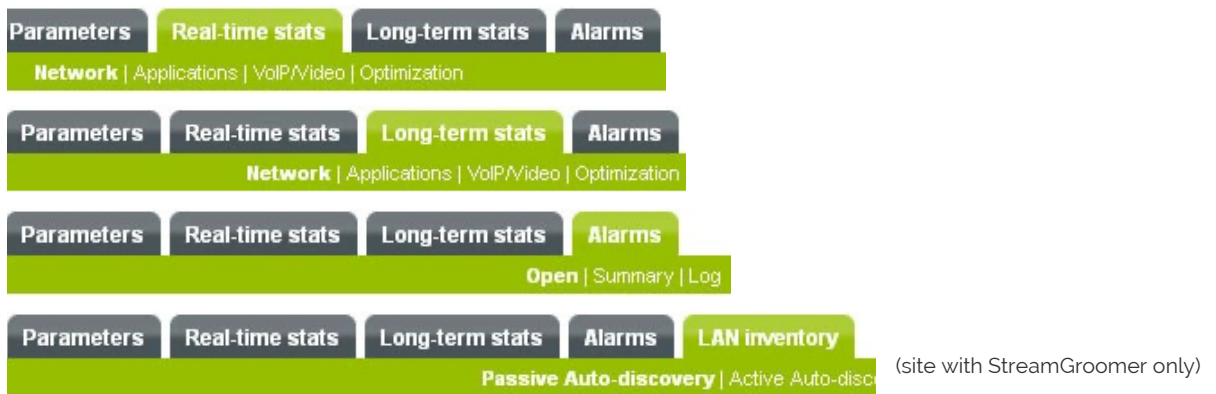 Parameters Real-time stats Long-term stats Alarms
Network | Applications | VoIP/Video | Optimization
Parameters Real-time stats Long-term stats Alarms
Network | Applications | VoIP/Video | Optimization
Parameters Real-time stats Long-term stats Alarms
Open | Summary | Log
Parameters Real-time stats Long-term stats Alarms LAN inventory
Passive Auto-discovery | Active Auto-disc
(site with StreamGroomer only)